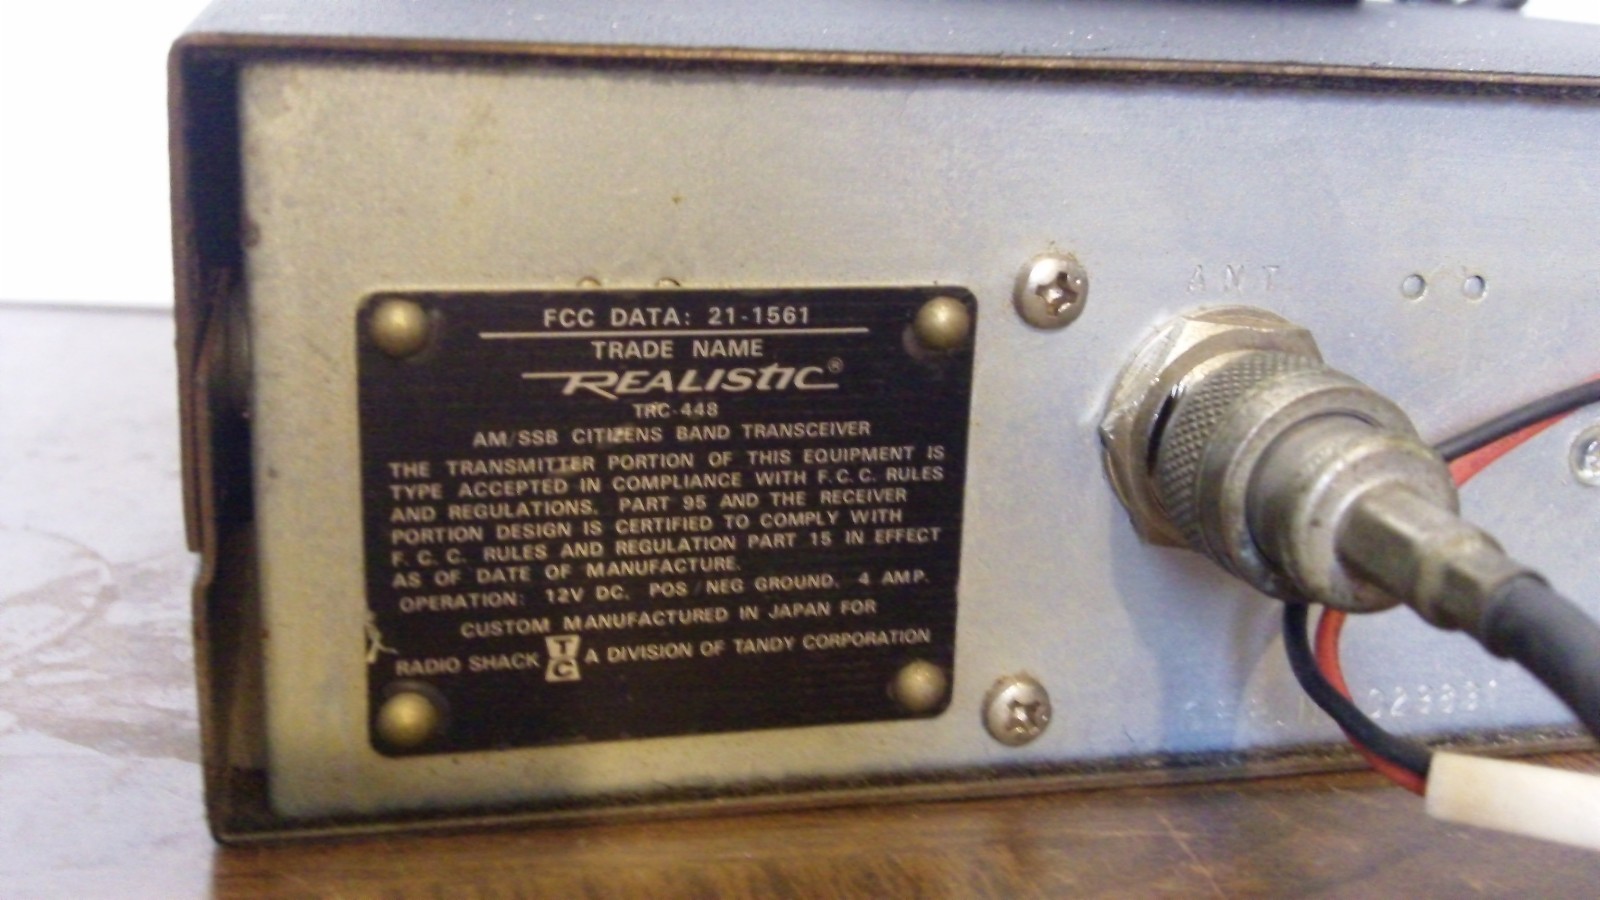 FCC DATA: 21-1561
TRADE NAME
REALISTIC®
TRC-448
AM/SSB CITIZENS BAND TRANSCEIVER
THE TRANSMITTER PORTION OF THIS EQUIPMENT IS
TYPE ACCEPTED IN COMPLIANCE WITH F.C.C. RULES
AND REGULATIONS. PART 95 AND THE RECEIVER
PORTION DESIGN IS CERTIFIED TO COMPLY WITH
F.C.C. RULES AND REGULATION PART 15 IN EFFECT
AS OF DATE OF MANUFACTURE.
OPERATION: 12V DC. POS/NEG GROUND. 4 AMP.
CUSTOM MANUFACTURED IN JAPAN FOR
RADIO SHACK TC A DIVISION OF TANDY CORPORATION
ANT